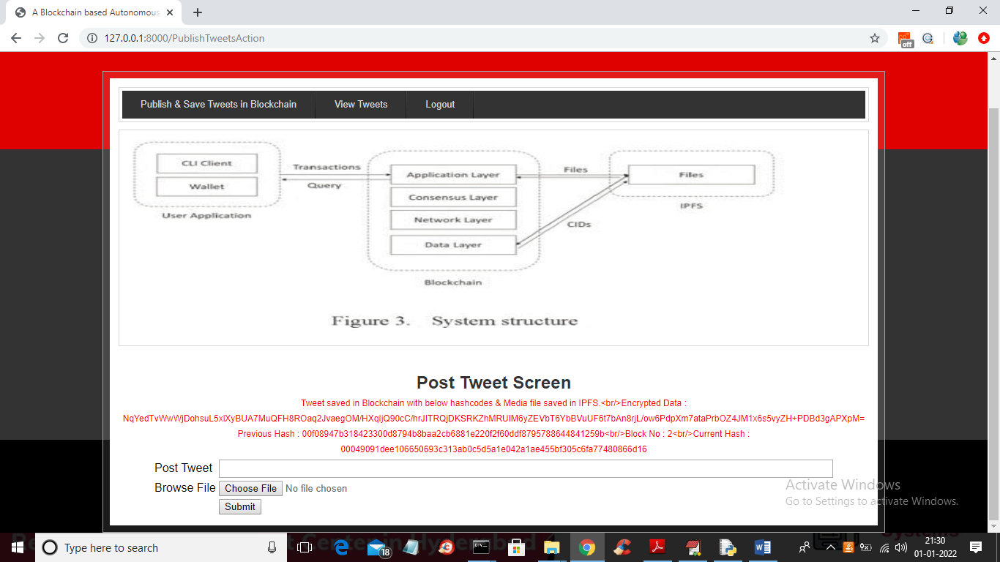 A Blockchain based Autonomous
127.0.0.1:8000/PublishTweetsAction
off
Publish & Save Tweets in Blockchain
View Tweets
Logout
CLI Client
Wallet
User Application
Transactions
Query
Application Layer
Consensus Layer
Network Layer
Data Layer
Blockchain
Files
CIDs
Files
IPFS
Figure 3. System structure
Post Tweet Screen
Tweet saved in Blockchain with below hashcodes & Media file saved in IPFS.<br/>Encrypted Data :
NqYedTvWwWjDohsuL5xlXyBUA7MuQFH8ROaq2JvaegOM/HXqljQ90cC/hrJITRQjDKSRKZhMRUIM6yZEVbT6YbBVuUF6t7bAn8rjL/ow6PdpXm7ataPrbOZ4JM1x6s5vyZH+PDBd3gAPXpM=
Previous Hash : 00f08947b318423300d8794b8baa2cb6881e220f2f60ddf8795788644841259b<br/>Block No : 2<br/>Current Hash :
00049091dee106650693c313ab0c5d5a1e042a1ae455bf305c6fa77480866d16
Post Tweet
Browse File
Choose File
No file chosen
Submit
Activate Windows
Go to Settings to activate Windows.
Type here to search
18
21:30
01-01-2022